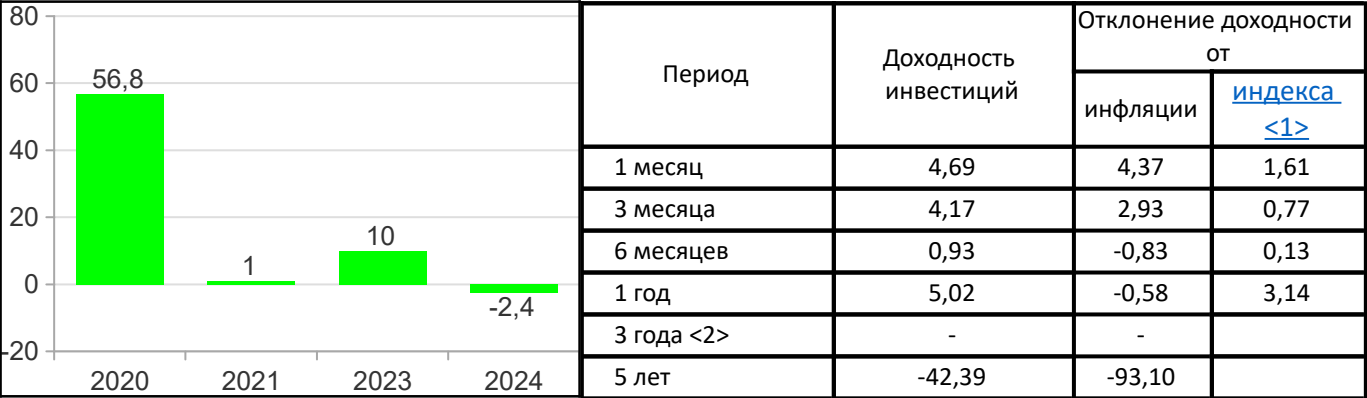 80
60
40
20
0
-20
56,8
1
10
-2,4
2020 2021 2023 2024
Период
Доходность
инвестиций
Отклонение доходности
от
инфляции
индекса
<1>
1 месяц 4,69 4,37 1,61
3 месяца 4,17 2,93 0,77
6 месяцев 0,93 -0,83 0,13
1 год 5,02 -0,58 3,14
3 года <2> - -
5 лет -42,39 -93,10